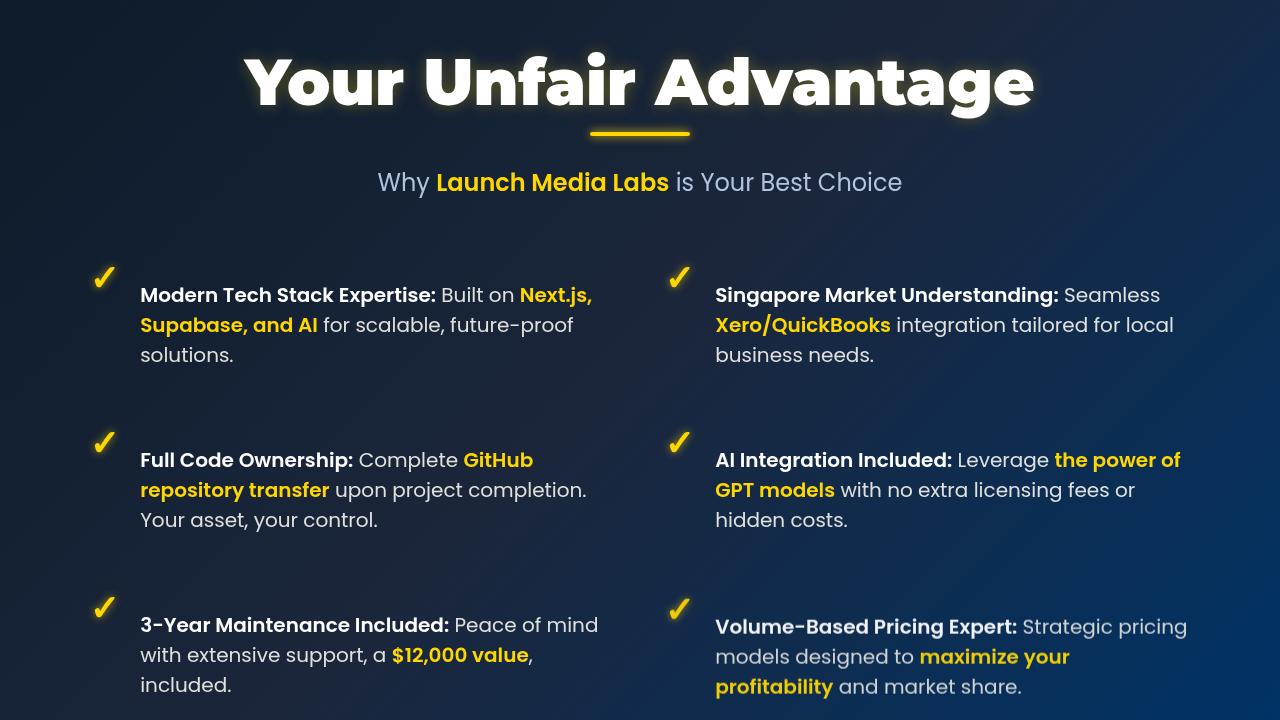 Your Unfair Advantage
Why Launch Media Labs is Your Best Choice
✓
Modern Tech Stack Expertise: Built on Next.js,
Supabase, and AI for scalable, future-proof
solutions.
✓
Singapore Market Understanding: Seamless
Xero/QuickBooks integration tailored for local
business needs.
✓
Full Code Ownership: Complete GitHub
repository transfer upon project completion.
Your asset, your control.
✓
AI Integration Included: Leverage the power of
GPT models with no extra licensing fees or
hidden costs.
✓
3-Year Maintenance Included: Peace of mind
with extensive support, a $12,000 value,
included.
✓
Volume-Based Pricing Expert: Strategic pricing
models designed to maximize your
profitability and market share.